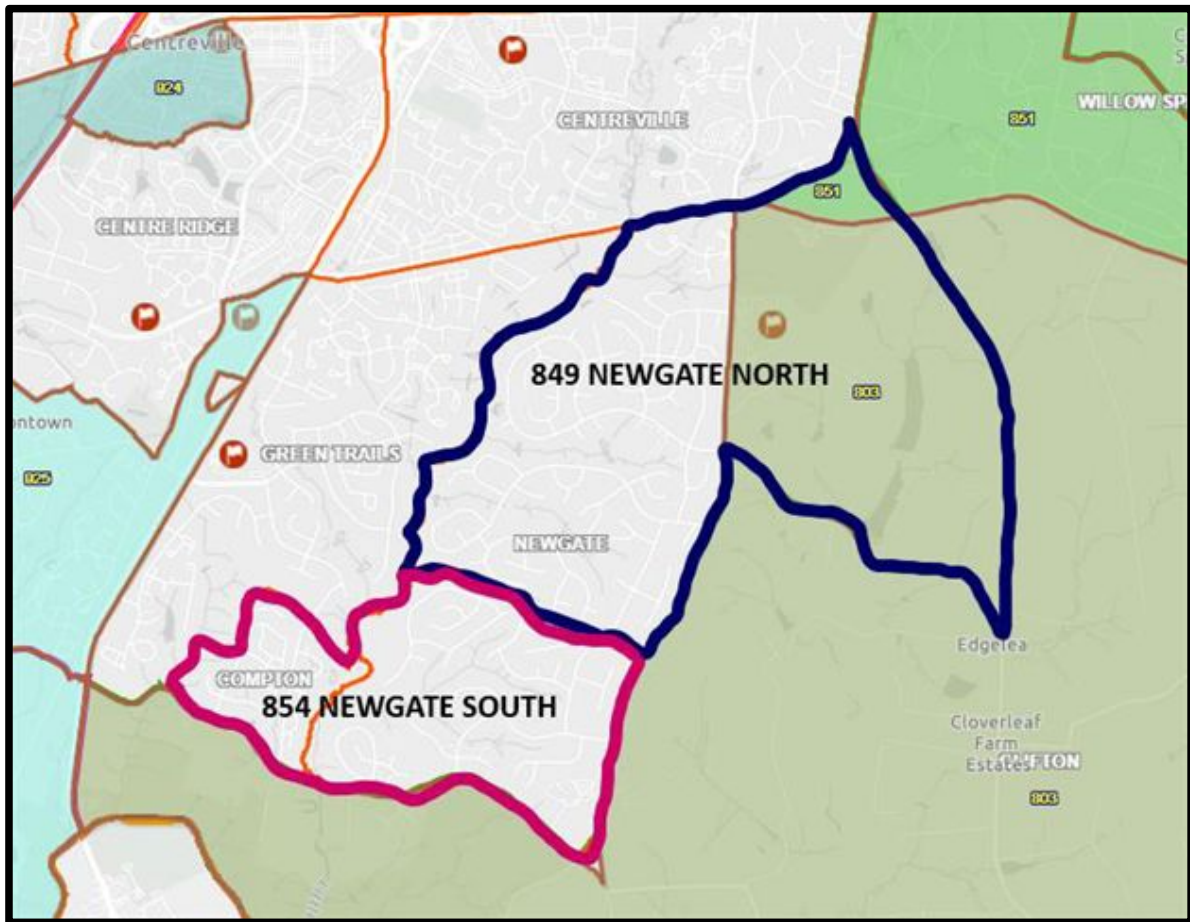 Centreville
824
CENTREVILLE
WILLOW SP
851
851
CENTRE RIDGE
849 NEWGATE NORTH
803
ontown
GREEN TRAILS
825
NEWGATE
Edgelea
COMPTON
854 NEWGATE SOUTH
Cloverleaf
Farm
Estates
CLIFTON
803